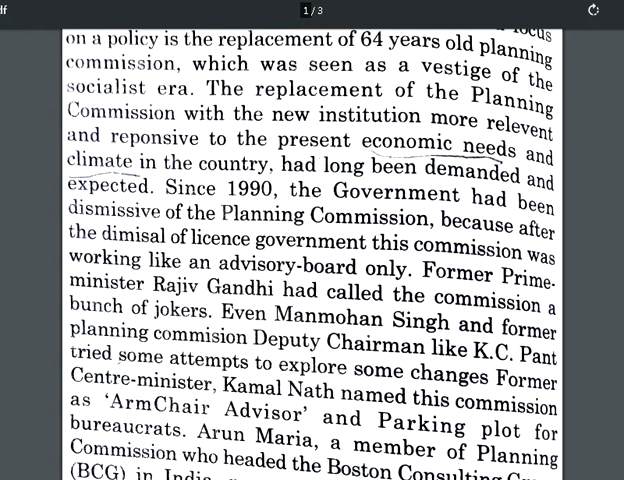 df
1 / 3
focus
on a policy is the replacement of 64 years old planning
commission, which was seen as a vestige of the
socialist era. The replacement of the Planning
Commission with the new institution more relevent
and reponsive to the present economic needs and
climate in the country, had long been demanded and
expected. Since 1990, the Government had been
dismissive of the Planning Commission, because after
the dimisal of licence government this commission was
working like an advisory-board only. Former Prime-
minister Rajiv Gandhi had called the commission a
bunch of jokers. Even Manmohan Singh and former
planning commision Deputy Chairman like K.C. Pant
tried some attempts to explore some changes Former
Centre-minister, Kamal Nath named this commission
as ‘ArmChair Advisor’ and Parking plot for
bureaucrats. Arun Maria, a member of Planning
Commission who headed the Boston Consulting
(BCG) in India